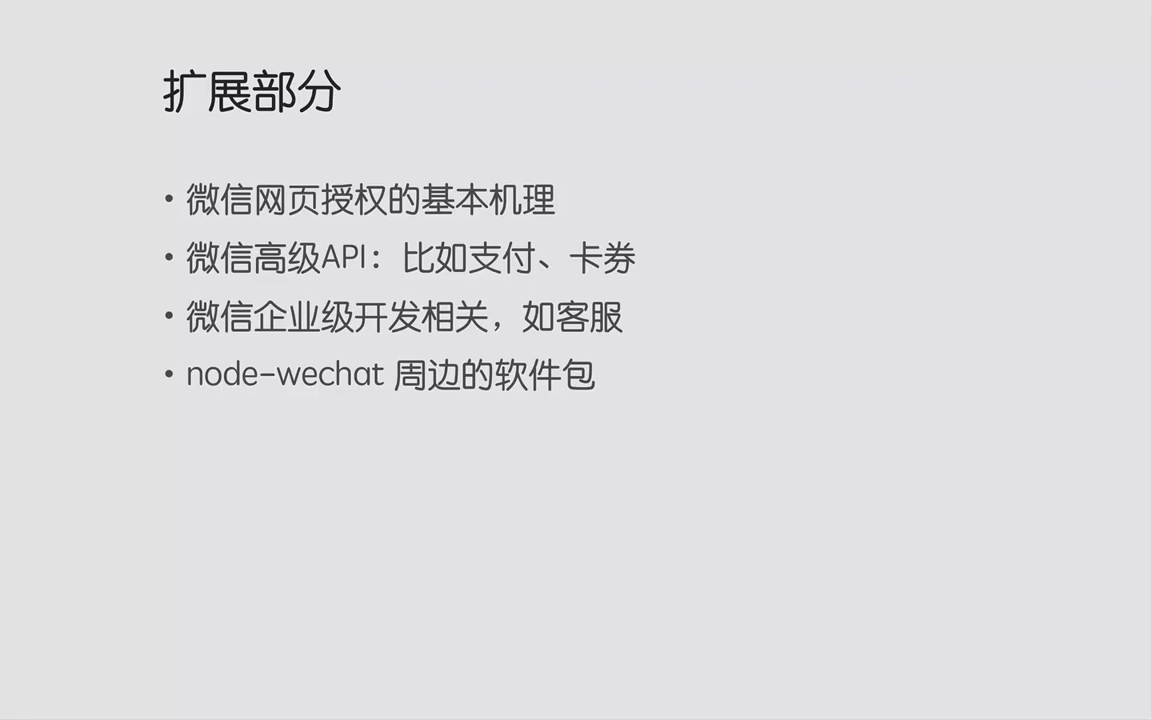 扩展部分
• 微信网页授权的基本机理
• 微信高级API：比如支付、卡券
• 微信企业级开发相关，如客服
• node-wechat 周边的软件包